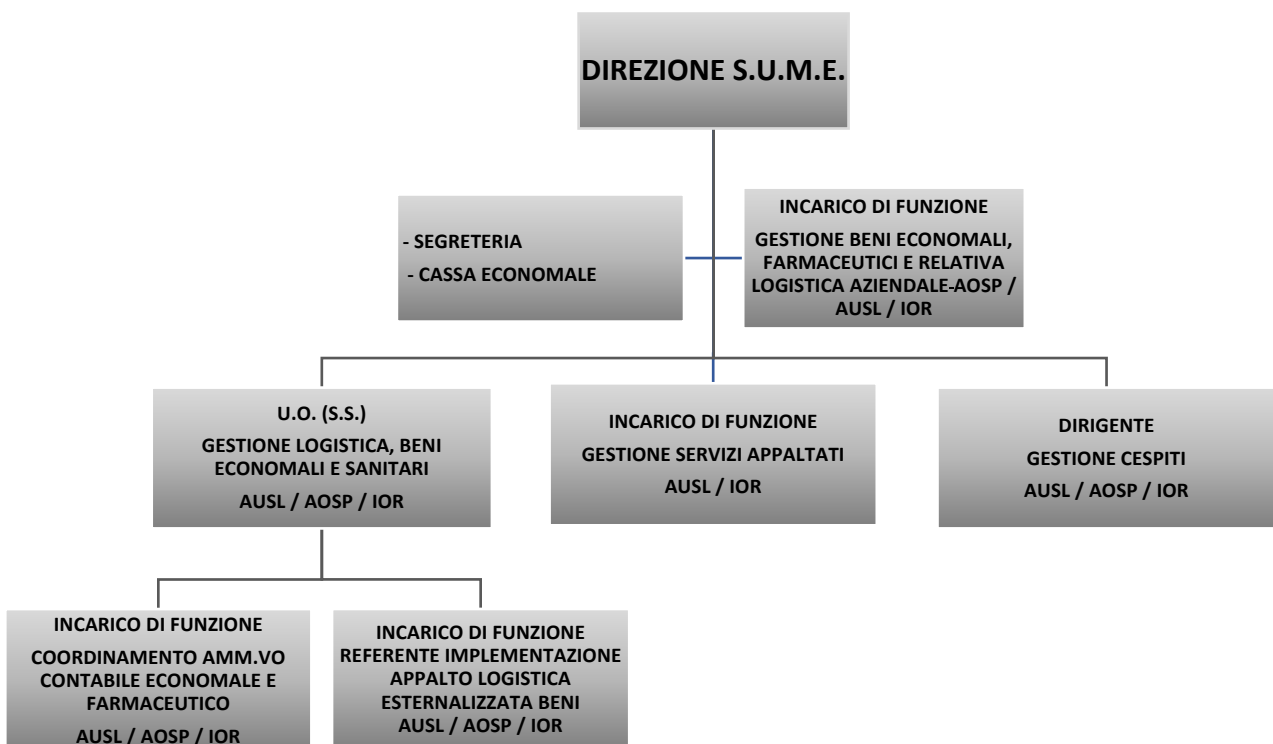 DIREZIONE S.U.M.E.
- SEGRETERIA
- CASSA ECONOMALE
INCARICO DI FUNZIONE
GESTIONE BENI ECONOMALI,
FARMACEUTICI E RELATIVA
LOGISTICA AZIENDALE-AOSP /
AUSL / IOR
U.O. (S.S.)
GESTIONE LOGISTICA, BENI
ECONOMALI E SANITARI
AUSL / AOSP / IOR
INCARICO DI FUNZIONE
GESTIONE SERVIZI APPALTATI
AUSL / IOR
DIRIGENTE
GESTIONE CESPITI
AUSL / AOSP / IOR
INCARICO DI FUNZIONE
COORDINAMENTO AMM.VO
CONTABILE ECONOMALE E
FARMACEUTICO
AUSL / AOSP / IOR
INCARICO DI FUNZIONE
REFERENTE IMPLEMENTAZIONE
APPALTO LOGISTICA
ESTERNALIZZATA BENI
AUSL / AOSP / IOR